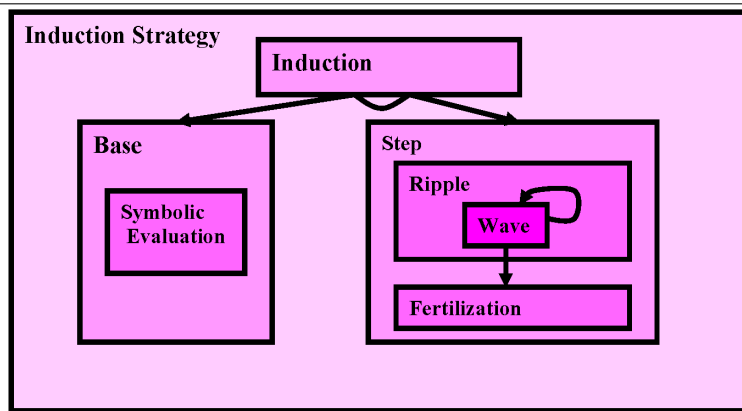 Induction Strategy
Induction
Base
Step
Symbolic
Evaluation
Ripple
Wave
Fertilization